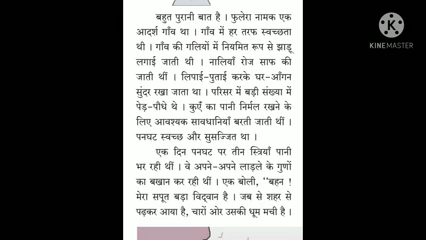 बहुत पुरानी बात है । फुलेरा नामक एक
आदर्श गाँव था । गाँव में हर तरफ स्वच्छता
थी । गाँव की गलियों में नियमित रूप से झाड़ू
लगाई जाती थी । नालियाँ रोज साफ की
जाती थीं । लिपाई-पुताई करके घर-आँगन
सुंदर रखा जाता था । परिसर में बड़ी संख्या में
पेड़-पौधे थे । कुएँ का पानी निर्मल रखने के
लिए आवश्यक सावधानियाँ बरती जाती थीं ।
पनघट स्वच्छ और सुसज्जित था ।
एक दिन पनघट पर तीन स्त्रियाँ पानी
भर रही थीं । वे अपने-अपने लाड़ले के गुणों
का बखान कर रही थीं । एक बोली, ‘‘बहन !
मेरा सपूत बड़ा विद्वान है । जब से शहर से
पढ़कर आया है, चारों ओर उसकी धूम मची है ।
KINEMASTER